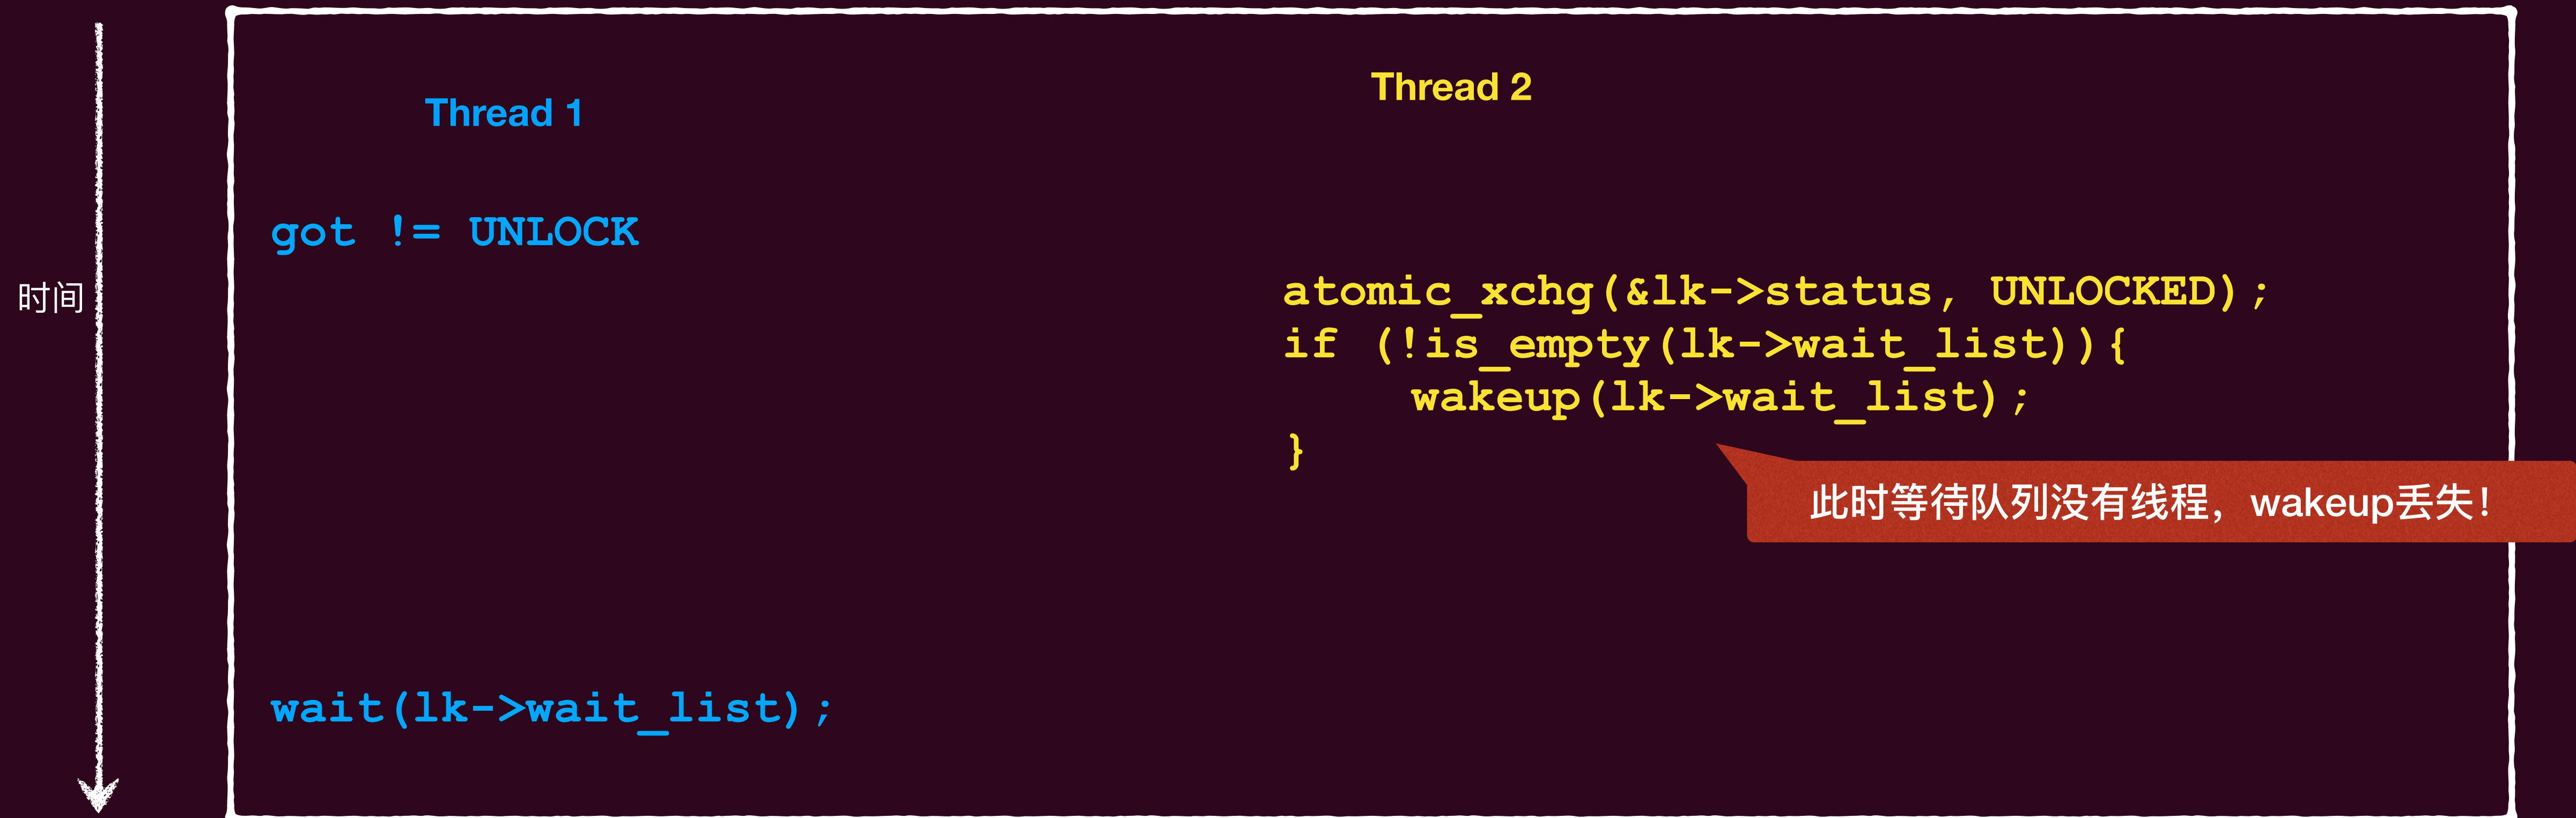 Thread 1
Thread 2
got != UNLOCK
时间
atomic_xchg(&lk->status, UNLOCKED);
if (!is_empty(lk->wait_list)){
wakeup(lk->wait_list);
}
此时等待队列没有线程，wakeup丢失！
wait(lk->wait_list);